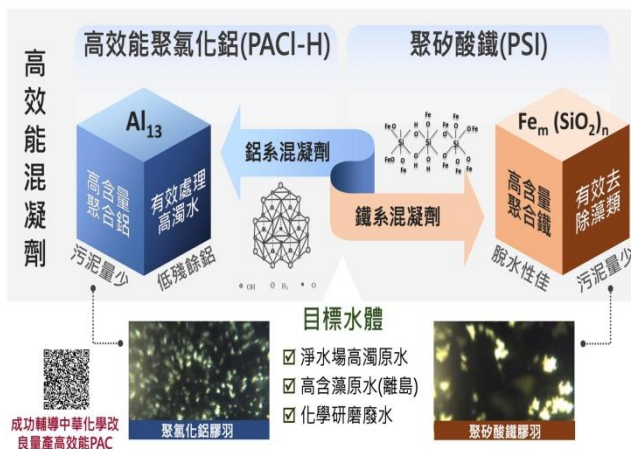 高效能混凝劑
高效能聚氯化鋁(PACl-H)
聚矽酸鐵(PSI)
Al13
高含量
聚合鋁
有效處理
高濁水
污泥量少
低殘餘鋁
鋁系混凝劑
鐵系混凝劑
Fem (SiO2)n
高含量
聚合鐵
有效去
除藻類
脫水性佳
污泥量少
目標水體
淨水場高濁原水
高含藻原水(離島)
化學研磨廢水
成功輔導中華化學改
良量產高效能PAC
聚氯化鋁膠羽
聚矽酸鐵膠羽